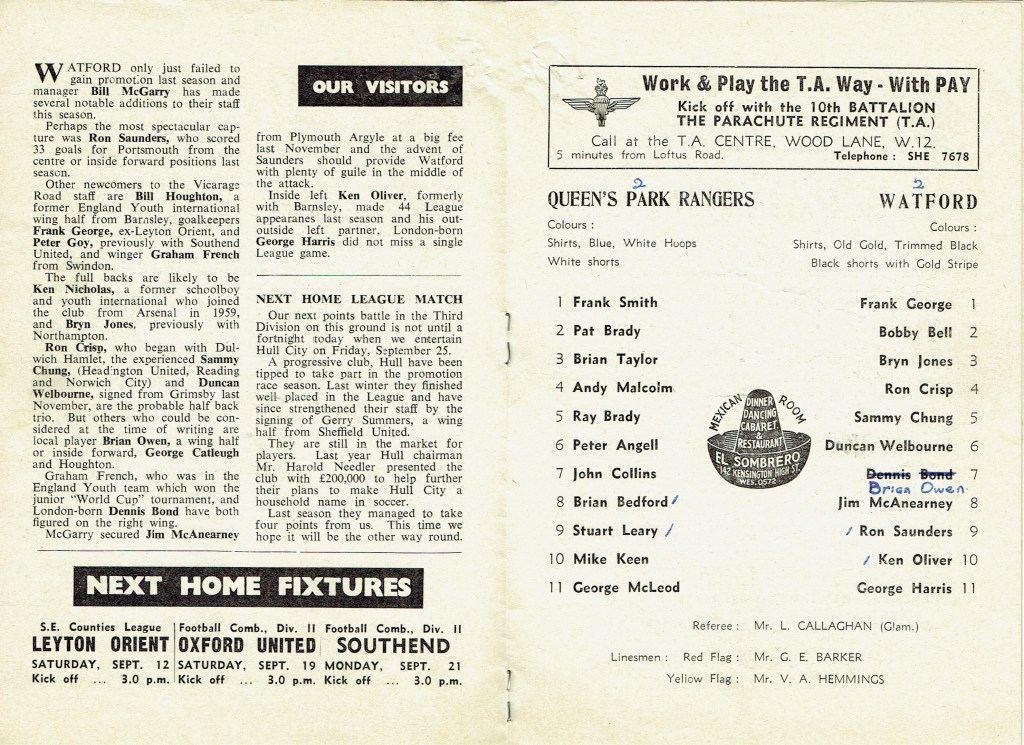 WATFORD only just failed to
gain promotion last season and
manager Bill McGarry has made
several notable additions to their staff
this season.
Perhaps the most spectacular cap-
ture was Ron Saunders, who scored
33 goals for Portsmouth from the
centre or inside forward positions last
season.
Other newcomers to the Vicarage
Road staff are Bill Houghton, a
former England Youth international
wing half from Barnsley, goalkeepers
Frank George, ex-Leyton Orient, and
Peter Goy, previously with Southend
United, and winger Graham French
from Swindon.
The full backs are likely to be
Ken Nicholas, a former schoolboy
and youth international who joined
the club from Arsenal in 1959,
and Bryn Jones, previously with
Northampton.
Ron Crisp, who began with Dul-
wich Hamlet, the experienced Sammy
Chung, (Headington United, Reading
and Norwich City) and Duncan
Welbourne, signed from Grimsby last
November, are the probable half back
trio. But others who could be con-
sidered at the time of writing are
local player Brian Owen, a wing half
or inside forward, George Catleugh
and Houghton.
Graham French, who was in the
England Youth team which won the
junior "World Cup" tournament, and
London-born Dennis Bond have both
figured on the right wing.
McGarry secured Jim McAnearney
OUR VISITORS
from Plymouth Argyle at a big fee
last November and the advent of
Saunders should provide Watford
with plenty of guile in the middle of
the attack.
Inside left Ken Oliver, formerly
with Barnsley, made 44 League
appearanes last season and his out-
outside left partner, London-born
George Harris did not miss a single
League game.
NEXT HOME LEAGUE MATCH
Our next points battle in the Third
Division on this ground is not until a
fortnight today when we entertain
Hull City on Friday, September 25.
A progressive club, Hull have been
tipped to take part in the promotion
race season. Last winter they finished
well placed in the League and have
since strengthened their staff by the
signing of Gerry Summers, a wing
half from Sheffield United.
They are still in the market for
players. Last year Hull chairman
Mr. Harold Needler presented the
club with £200,000 to help further
their plans to make Hull City a
household name in soccer.
Last season they managed to take
four points from us. This time we
hope it will be the other way round.
NEXT HOME FIXTURES
S.E. Counties League
LEYTON ORIENT
SATURDAY, SEPT. 12
Kick off ... 3.0 p.m.
Football Comb., Div. II
OXFORD UNITED
SATURDAY, SEPT. 19
Kick off ... 3.0 p.m.
Football Comb., Div. II
SOUTHEND
MONDAY, SEPT. 21
Kick off ... 3.0 p.m.
Work & Play the T.A. Way - With PAY
Kick off with the 10th BATTALION
THE PARACHUTE REGIMENT (T.A.)
Call at the T.A. CENTRE, WOOD LANE, W.12.
5 minutes from Loftus Road. Telephone : SHE 7678
2
QUEEN'S PARK RANGERS
Colours :
Shirts, Blue, White Huops
White shorts
2
WATFORD
Colours :
Shirts, Old Gold, Trimmed Black
Black shorts with Gold Stripe
1 Frank Smith
2 Pat Brady
3 Brian Taylor
4 Andy Malcolm
5 Ray Brady
6 Peter Angell
7 John Collins
8 Brian Bedford /
9 Stuart Leary /
10 Mike Keen
11 George McLeod
MEXICAN ROOM
DINNER
DANCING
CABARET
&
RESTAURANT
EL SOMBRERO
142 KENSINGTON HIGH ST.
WES. 0572
Frank George 1
Bobby Bell 2
Bryn Jones 3
Ron Crisp 4
Sammy Chung 5
Duncan Welbourne 6
Dennis Bond 7
Brian Owen
Jim McAnearney 8
/ Ron Saunders 9
/ Ken Oliver 10
George Harris 11
Referee : Mr. L. CALLAGHAN (Glam.)
Linesmen : Red Flag : Mr. G. E. BARKER
Yellow Flag : Mr. V. A. HEMMINGS